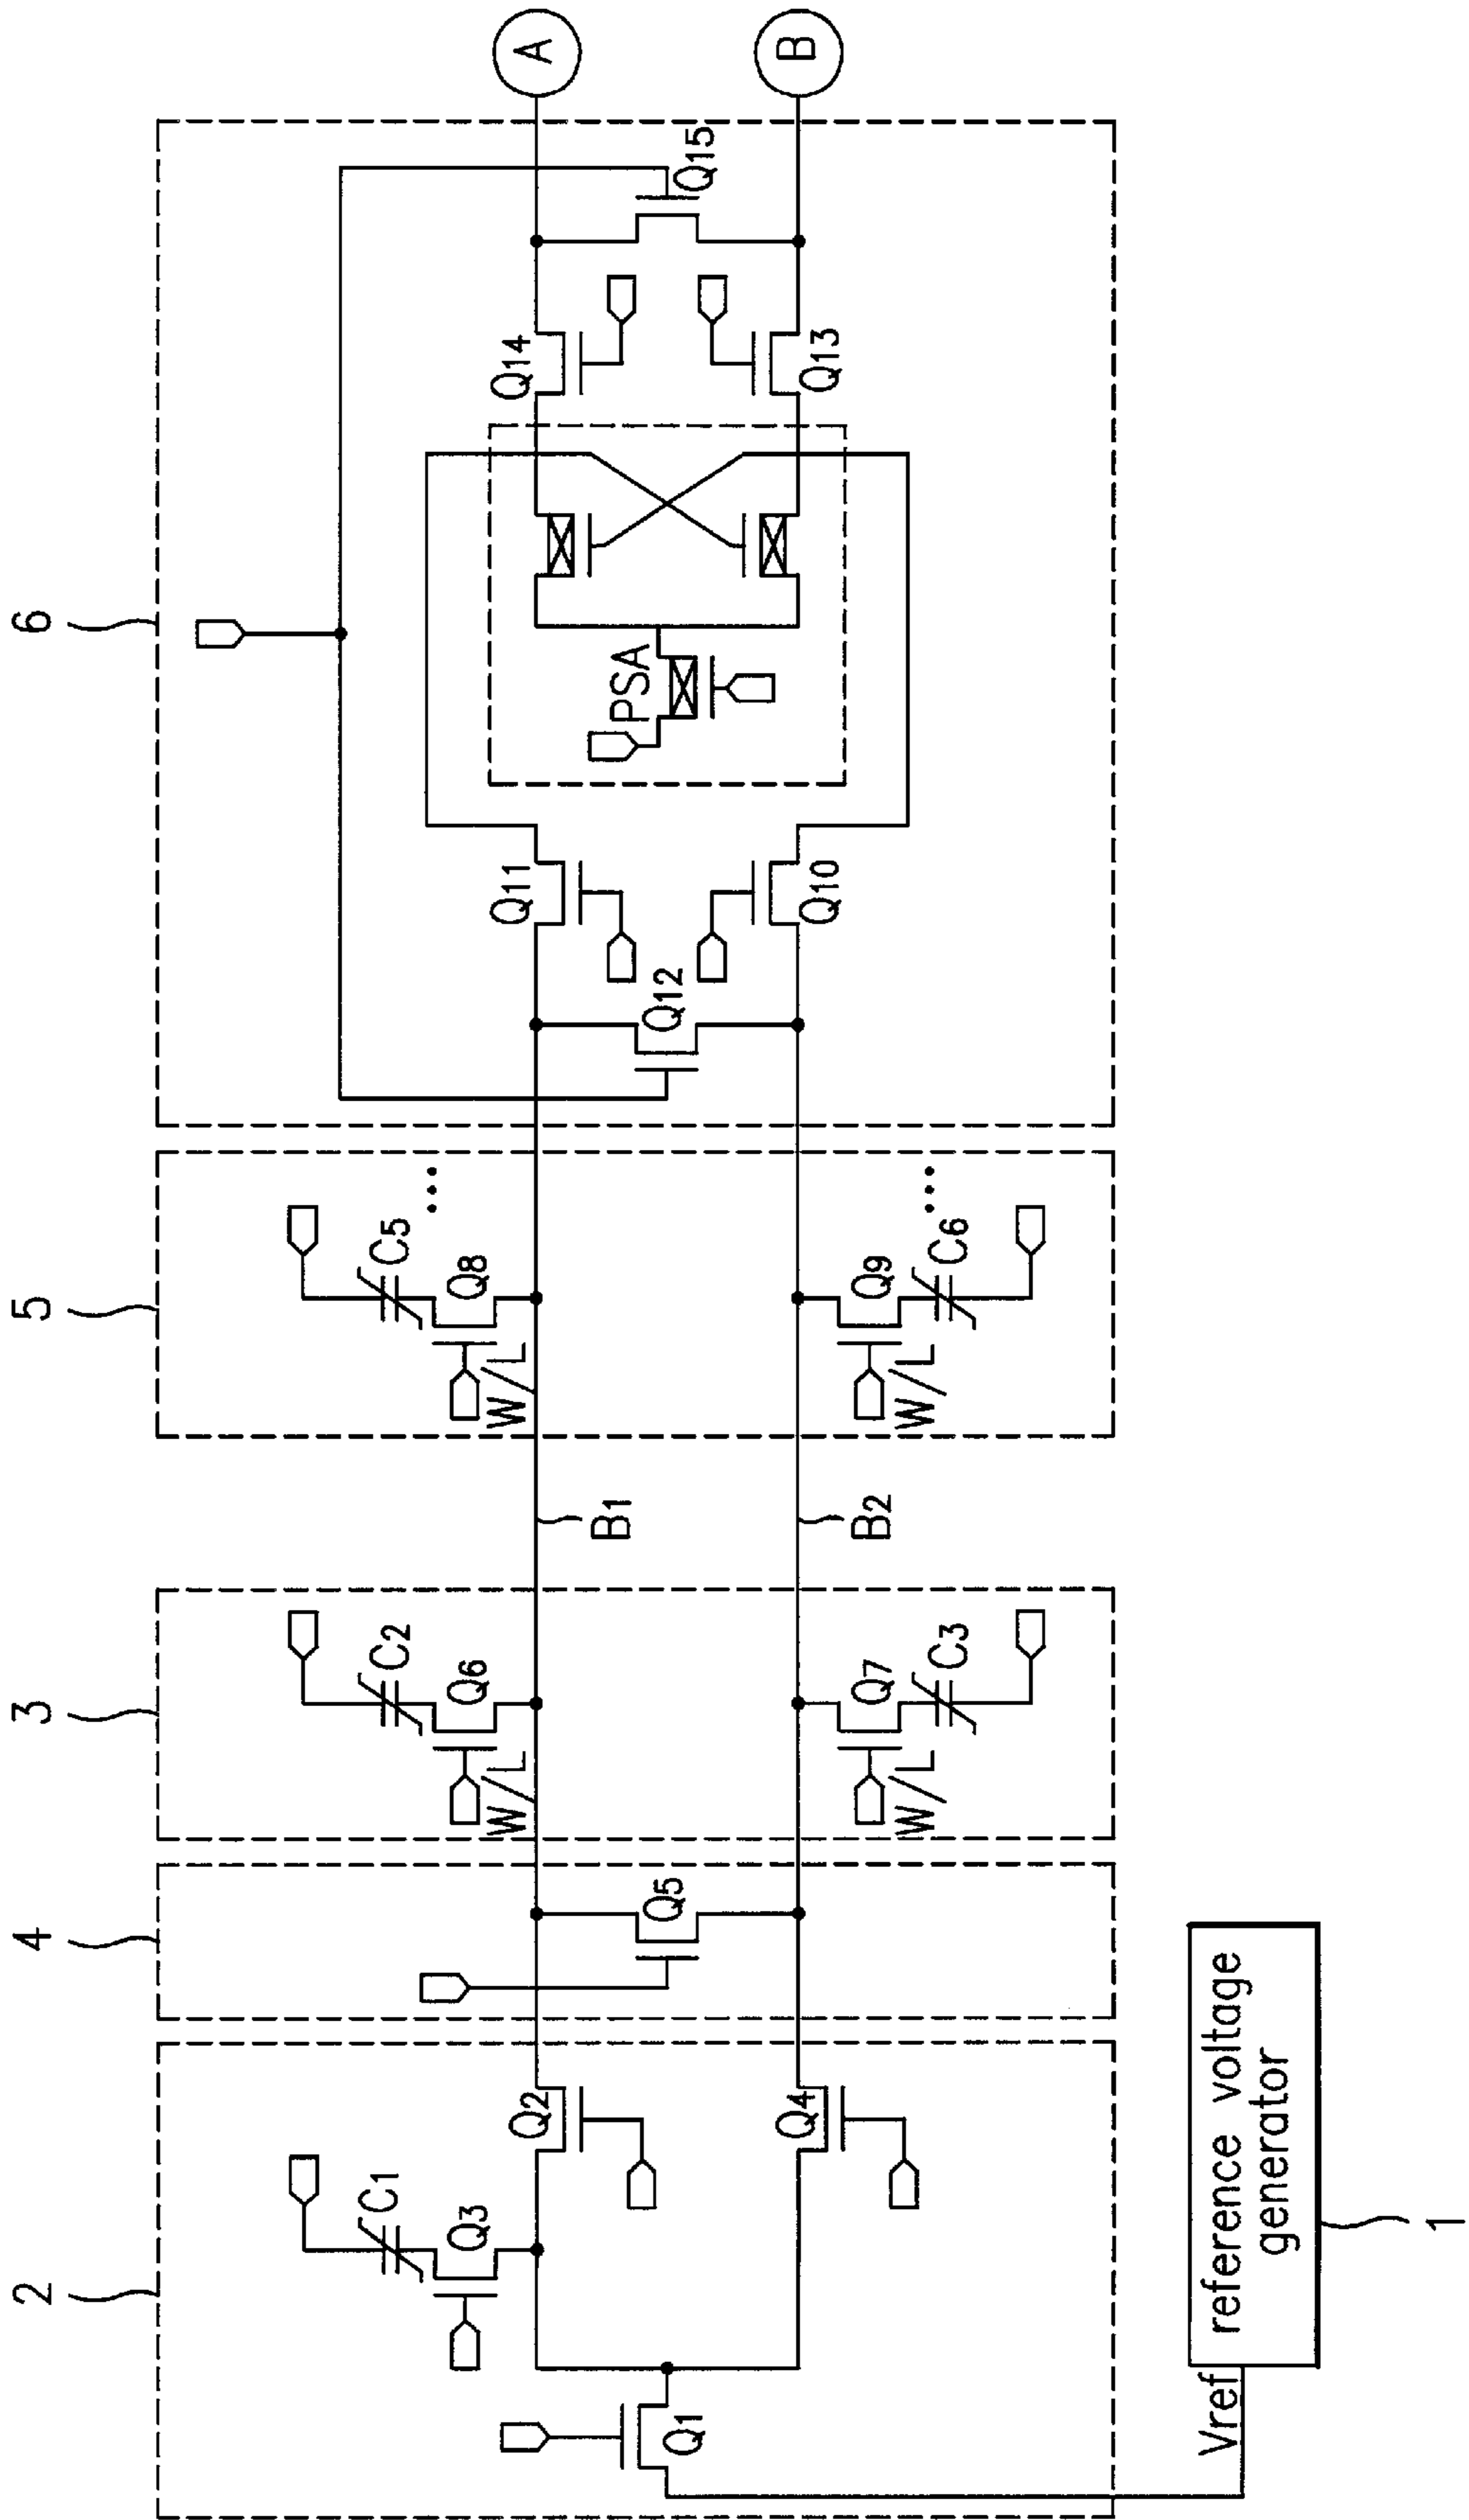 2
4
3
5
6
C1
Q3
Q2
Q1
Q4
Q5
C2
Q6
W/L
Q7
C3
W/L
B1
B2
C5
Q8
W/L
Q9
C6
W/L
Q12
Q11
Q10
PSA
Q14
Q13
Q15
A
B
Vref
reference voltage
generator
1